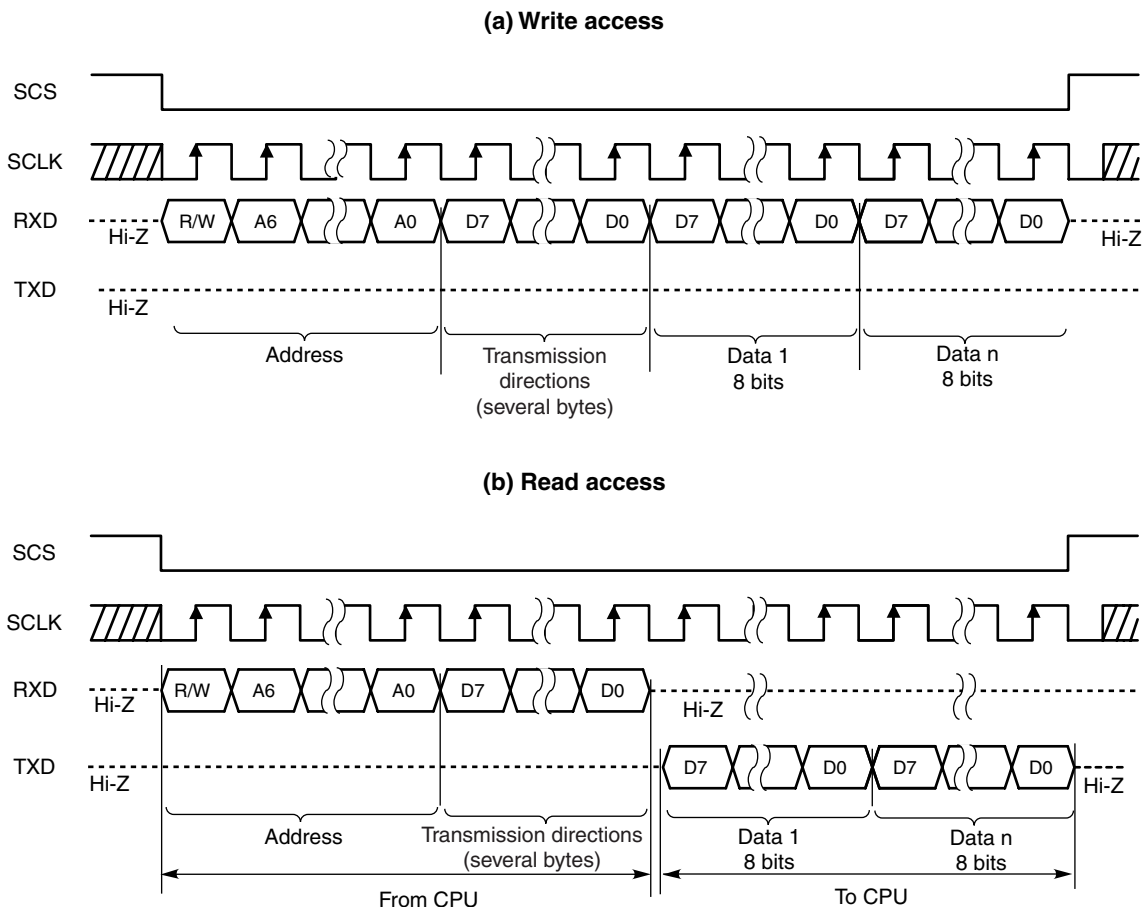 (a) Write access
SCS
SCLK
RXD
Hi-Z
R/W A6 A0 D7 D0 D7 D0 D7 D0
Hi-Z
TXD
Hi-Z
Address
Transmission
directions
(several bytes)
Data 1
8 bits
Data n
8 bits
(b) Read access
SCS
SCLK
RXD
Hi-Z
R/W A6 A0 D7 D0
Hi-Z
TXD
Hi-Z
D7 D0 D7 D0
Hi-Z
Address
Transmission directions
(several bytes)
Data 1
8 bits
Data n
8 bits
From CPU
To CPU